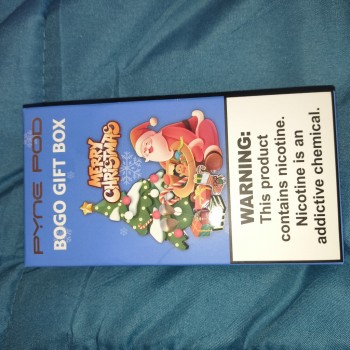 PYNE POD
BOGO GIFT BOX
MERRY
CHRISTMAS
WARNING:
This product
contains nicotine.
Nicotine is an
addictive chemical.